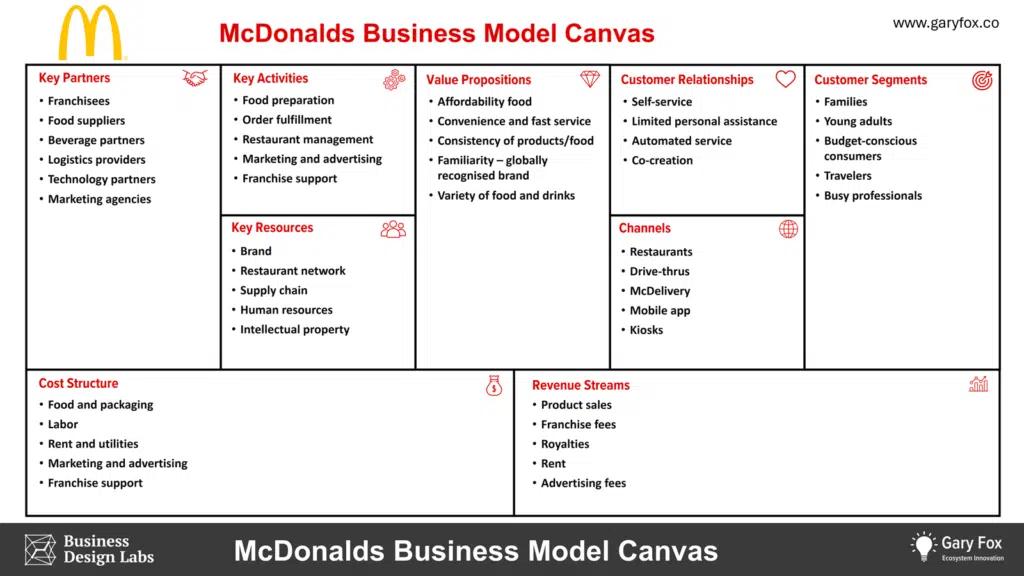 McDonalds Business Model Canvas
www.garyfox.co
Key Partners
• Franchisees
• Food suppliers
• Beverage partners
• Logistics providers
• Technology partners
• Marketing agencies
Key Activities
• Food preparation
• Order fulfillment
• Restaurant management
• Marketing and advertising
• Franchise support
Key Resources
• Brand
• Restaurant network
• Supply chain
• Human resources
• Intellectual property
Value Propositions
• Affordability food
• Convenience and fast service
• Consistency of products/food
• Familiarity – globally
recognised brand
• Variety of food and drinks
Customer Relationships
• Self-service
• Limited personal assistance
• Automated service
• Co-creation
Channels
• Restaurants
• Drive-thrus
• McDelivery
• Mobile app
• Kiosks
Customer Segments
• Families
• Young adults
• Budget-conscious
consumers
• Travelers
• Busy professionals
Cost Structure
$
• Food and packaging
• Labor
• Rent and utilities
• Marketing and advertising
• Franchise support
Revenue Streams
• Product sales
• Franchise fees
• Royalties
• Rent
• Advertising fees
Business
Design Labs
McDonalds Business Model Canvas
Gary Fox
Ecosystem Innovation